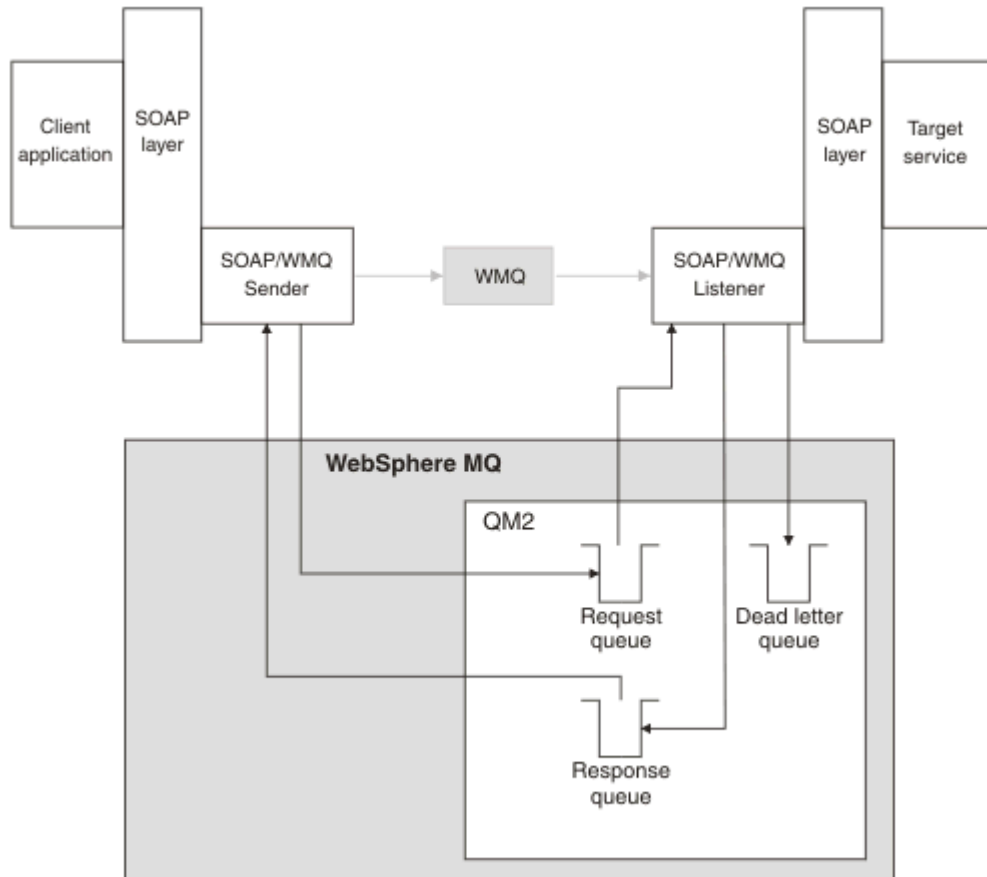 Client
application
SOAP
layer
SOAP
layer
Target
service
SOAP/WMQ
Sender
WMQ
SOAP/WMQ
Listener
WebSphere MQ
QM2
Request
queue
Dead letter
queue
Response
queue